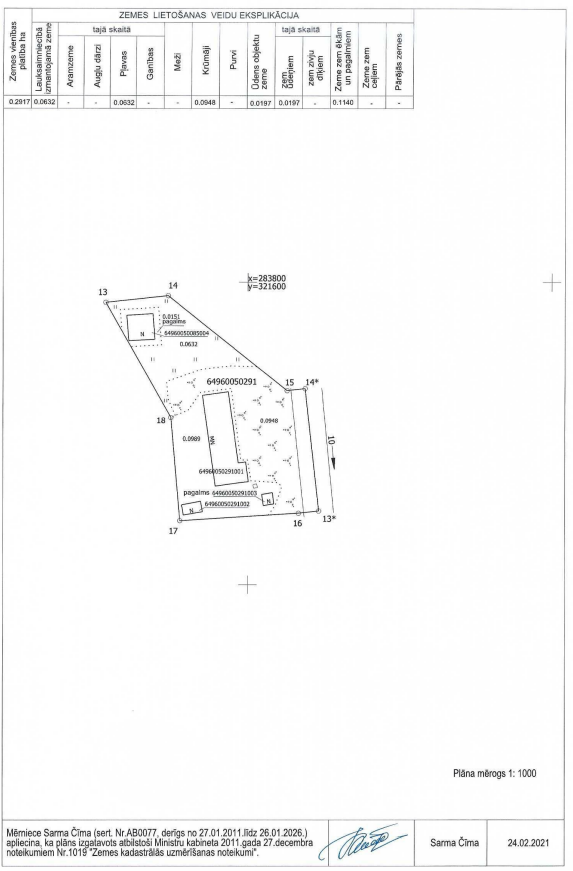 ZEMES LIETOŠANAS VEIDU EKSPLIKĀCIJA
Zemes vienības platība ha
Lauksaimniecībā izmantojamā zeme
tajā skaitā
Aramzeme
Augļu dārzi
Pļavas
Ganības
Meži
Krūmāji
Purvi
Ūdens objektu zeme
tajā skaitā
zem ūdeņiem
zem zivju dīķiem
Zeme zem ēkām un pagalmiem
Zeme zem ceļiem
Pārējās zemes
0.2917 0.0632 - - 0.0632 - - 0.0948 - 0.0197 0.0197 - 0.1140 - -
x=283800
y=321600
13
14
0.0151
pagalms
N
64960050085004
0.0632
64960050291
15
14*
18
0.0948
0.0989
MN
10
64960050291001
pagalms
64960050291003
N
64960050291002
N
17
16
13*
Plāna mērogs 1: 1000
Mērniece Sarma Čīma (sert. Nr.AB0077, derīgs no 27.01.2011.līdz 26.01.2026.)
apliecina, ka plāns izgatavots atbilstoši Ministru kabineta 2011.gada 27.decembra
noteikumiem Nr.1019 "Zemes kadastrālās uzmērīšanas noteikumi".
Sarma Čīma
24.02.2021